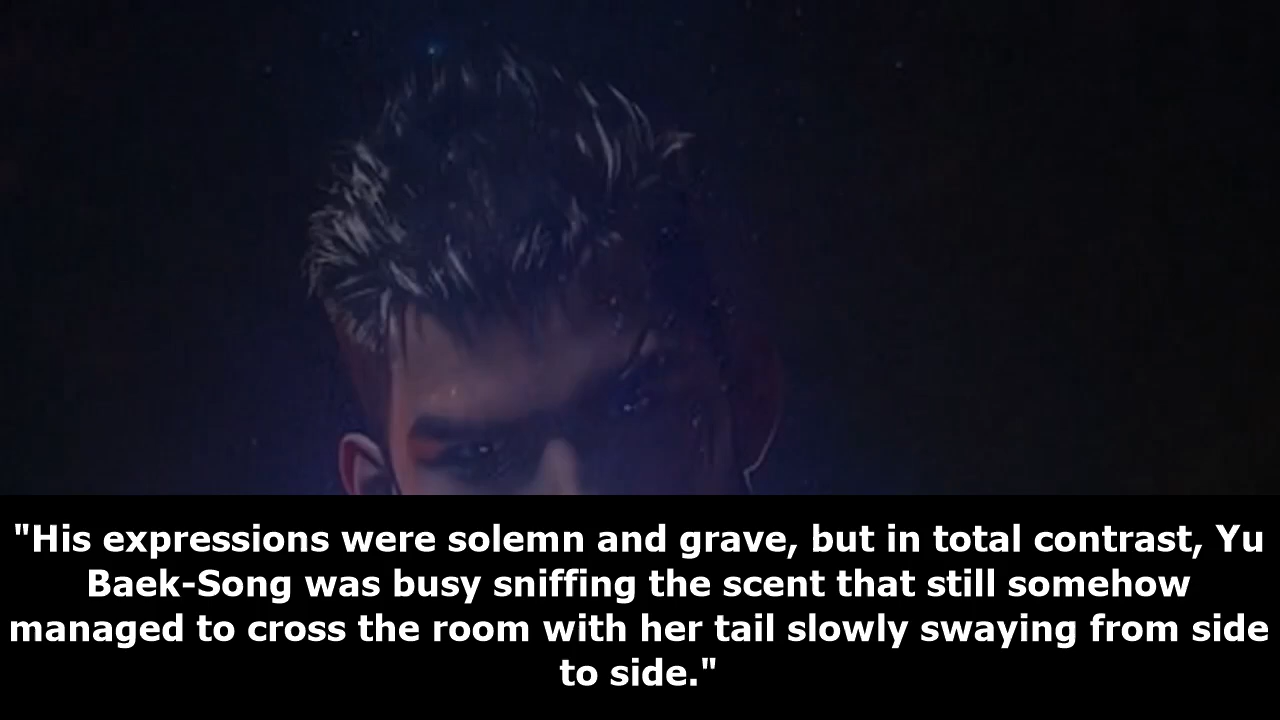 "His expressions were solemn and grave, but in total contrast, Yu
Baek-Song was busy sniffing the scent that still somehow
managed to cross the room with her tail slowly swaying from side
to side."